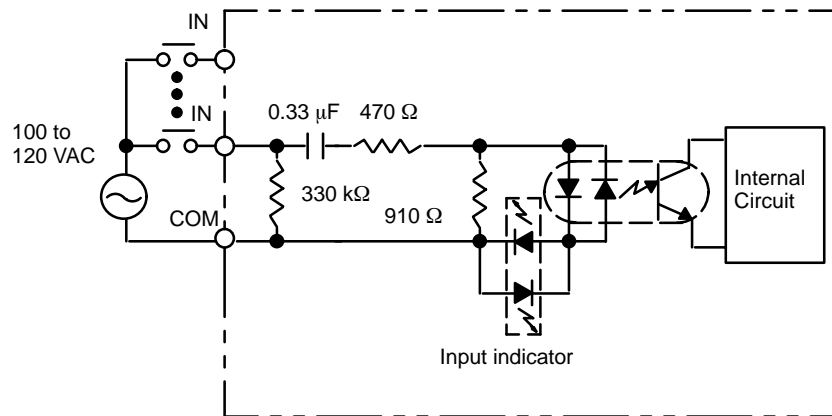 IN
IN
100 to
120 VAC
0.33 μF
470 Ω
330 kΩ
910 Ω
COM
Internal
Circuit
Input indicator